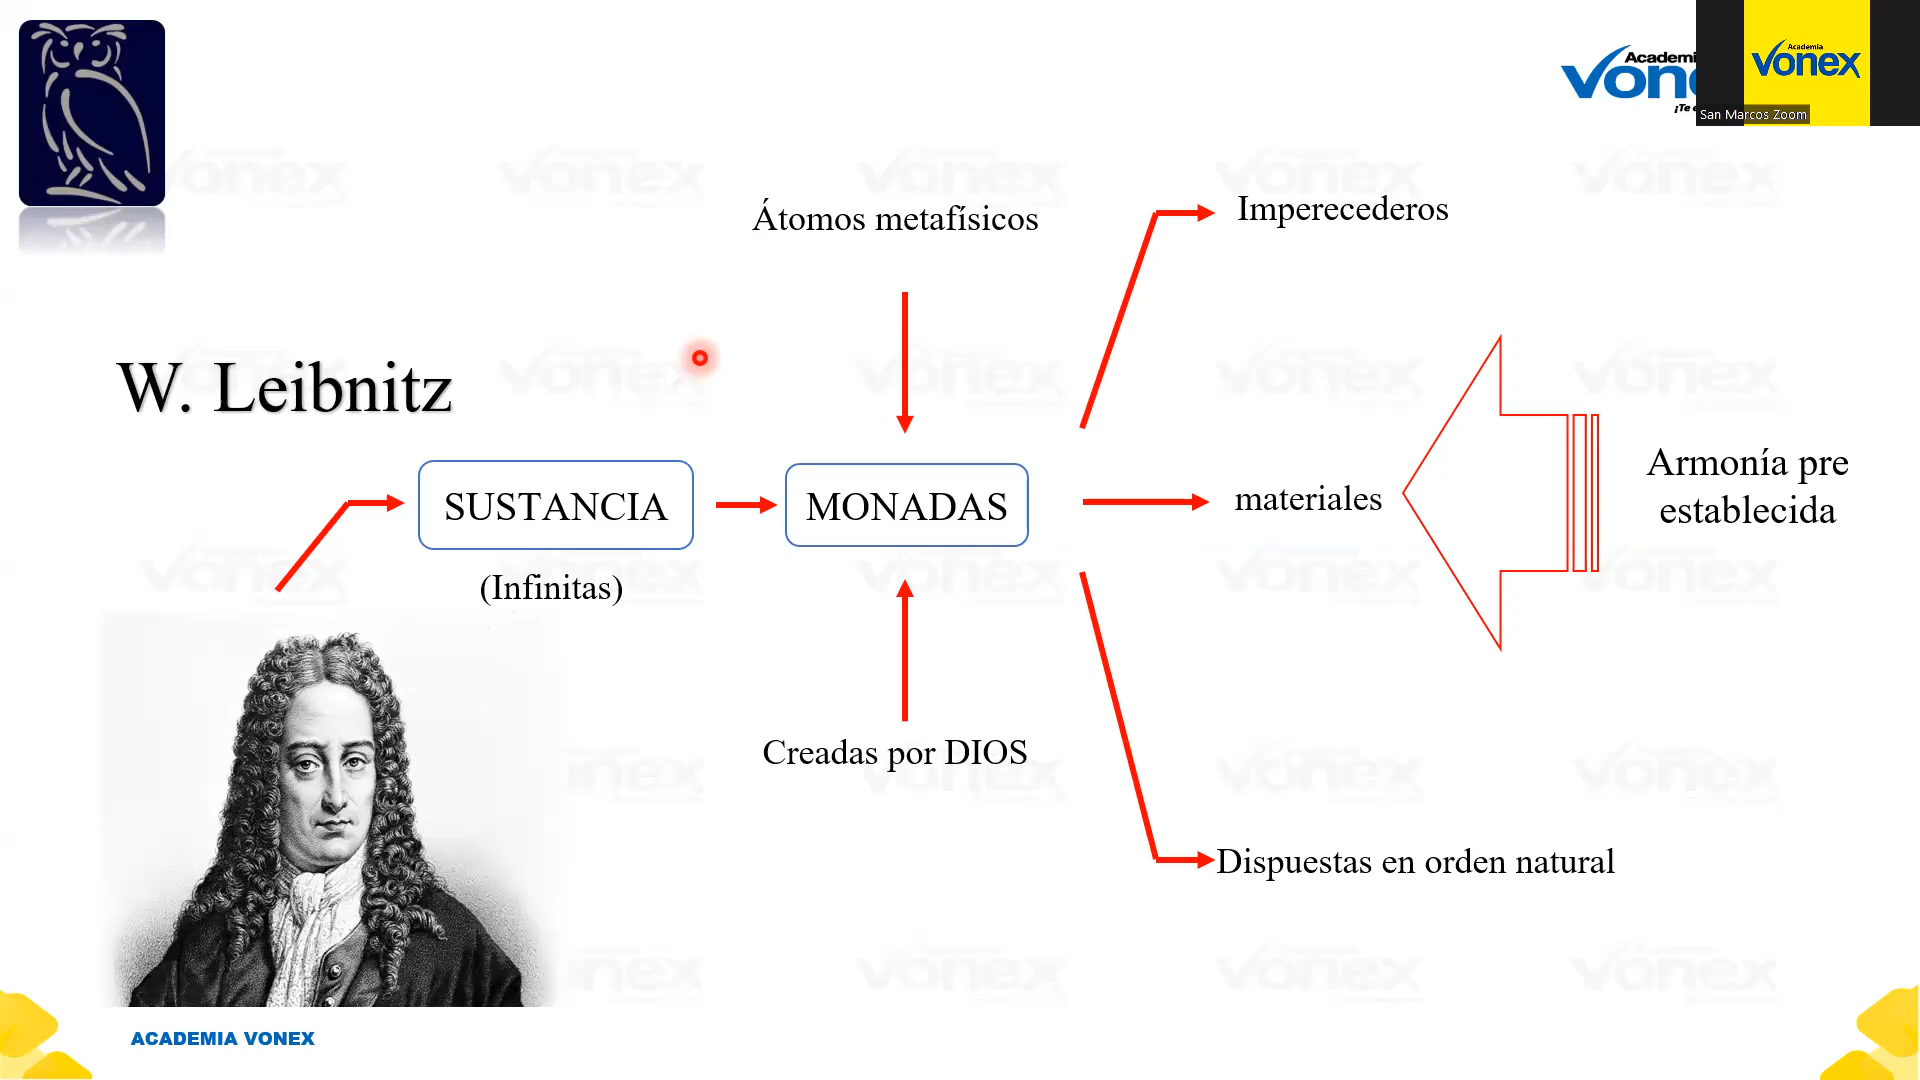 Academia
vonex
San Marcos Zoom
Átomos metafísicos
Imperecederos
W. Leibnitz
SUSTANCIA
(Infinitas)
MONADAS
materiales
Armonía pre
establecida
Creadas por DIOS
Dispuestas en orden natural
ACADEMIA VONEX